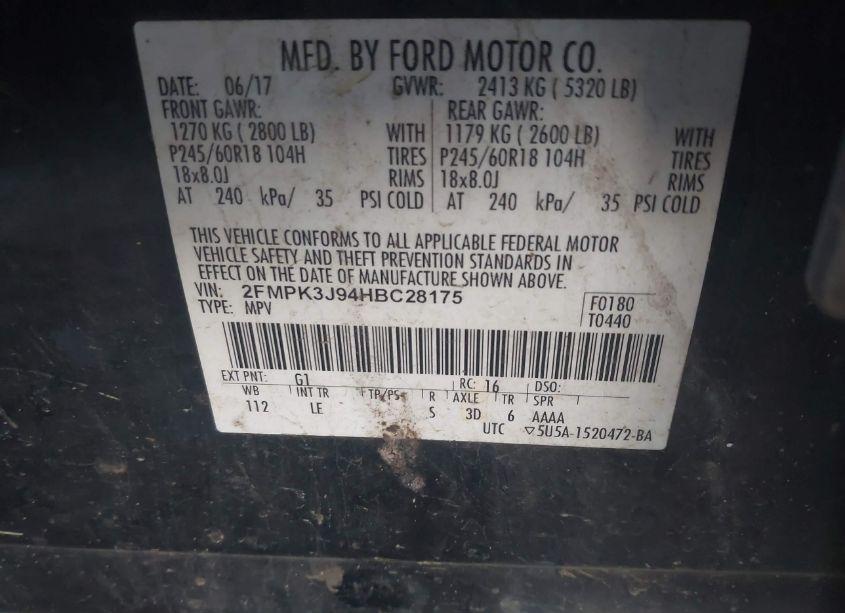 MFD. BY FORD MOTOR CO.
DATE: 06/17 GVWR: 2413 KG ( 5320 LB)
FRONT GAWR: REAR GAWR:
1270 KG ( 2800 LB) WITH 1179 KG ( 2600 LB) WITH
P245/60R18 104H TIRES P245/60R18 104H TIRES
18x8.0J RIMS 18x8.0J RIMS
AT 240 kPa/ 35 PSI COLD AT 240 kPa/ 35 PSI COLD
THIS VEHICLE CONFORMS TO ALL APPLICABLE FEDERAL MOTOR
VEHICLE SAFETY AND THEFT PREVENTION STANDARDS IN
EFFECT ON THE DATE OF MANUFACTURE SHOWN ABOVE.
VIN: 2FMPK3J94HBC28175 F0180
TYPE: MPV T0440
EXT PNT: G1 RC: 16 DSO:
WB INT TR TP/PS R AXLE TR SPR
112 LE S 3D 6 AAAA
UTC ▽5U5A-1520472-BA